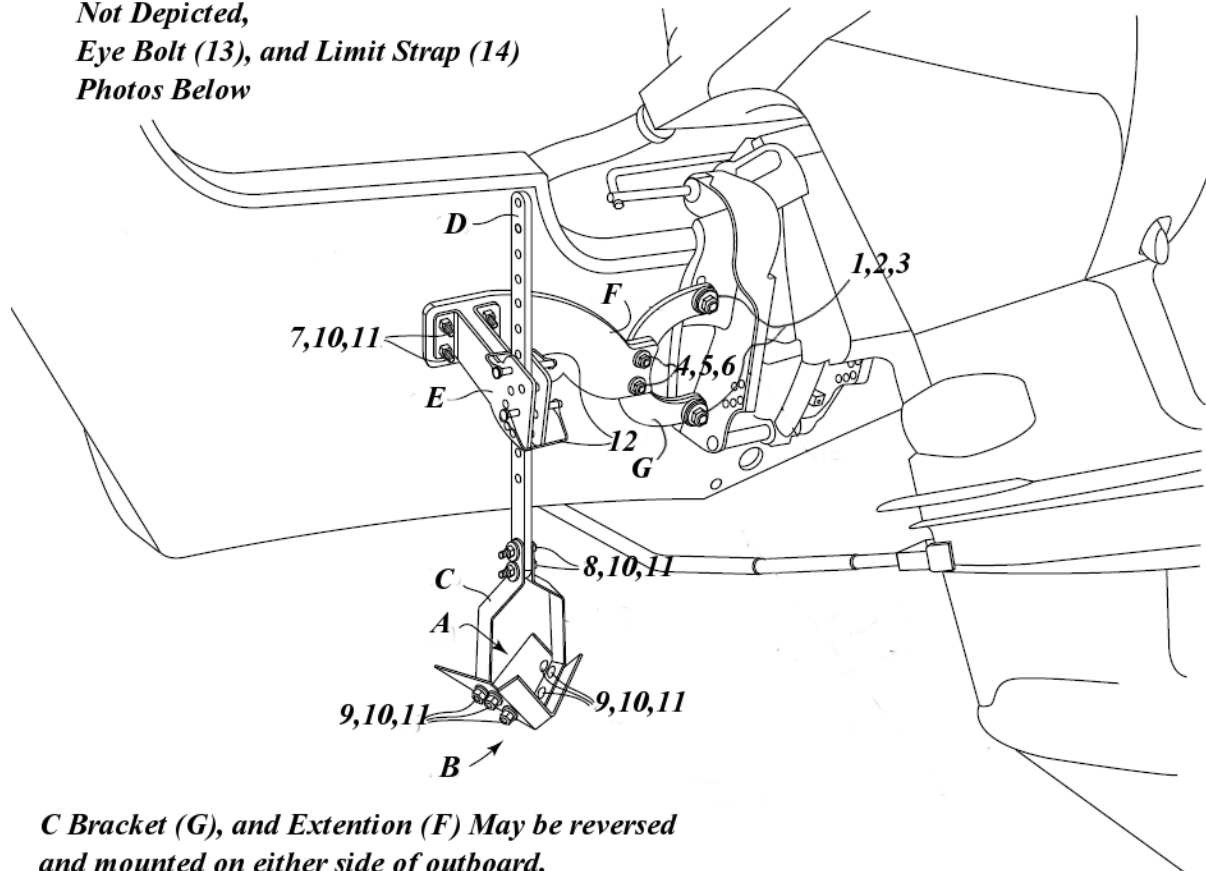 Not Depicted,
Eye Bolt (13), and Limit Strap (14)
Photos Below
D
F
1,2,3
7,10,11
4,5,6
E
12
G
8,10,11
C
A
9,10,11
9,10,11
B
C Bracket (G), and Extention (F) May be reversed
and mounted on either side of outboard.